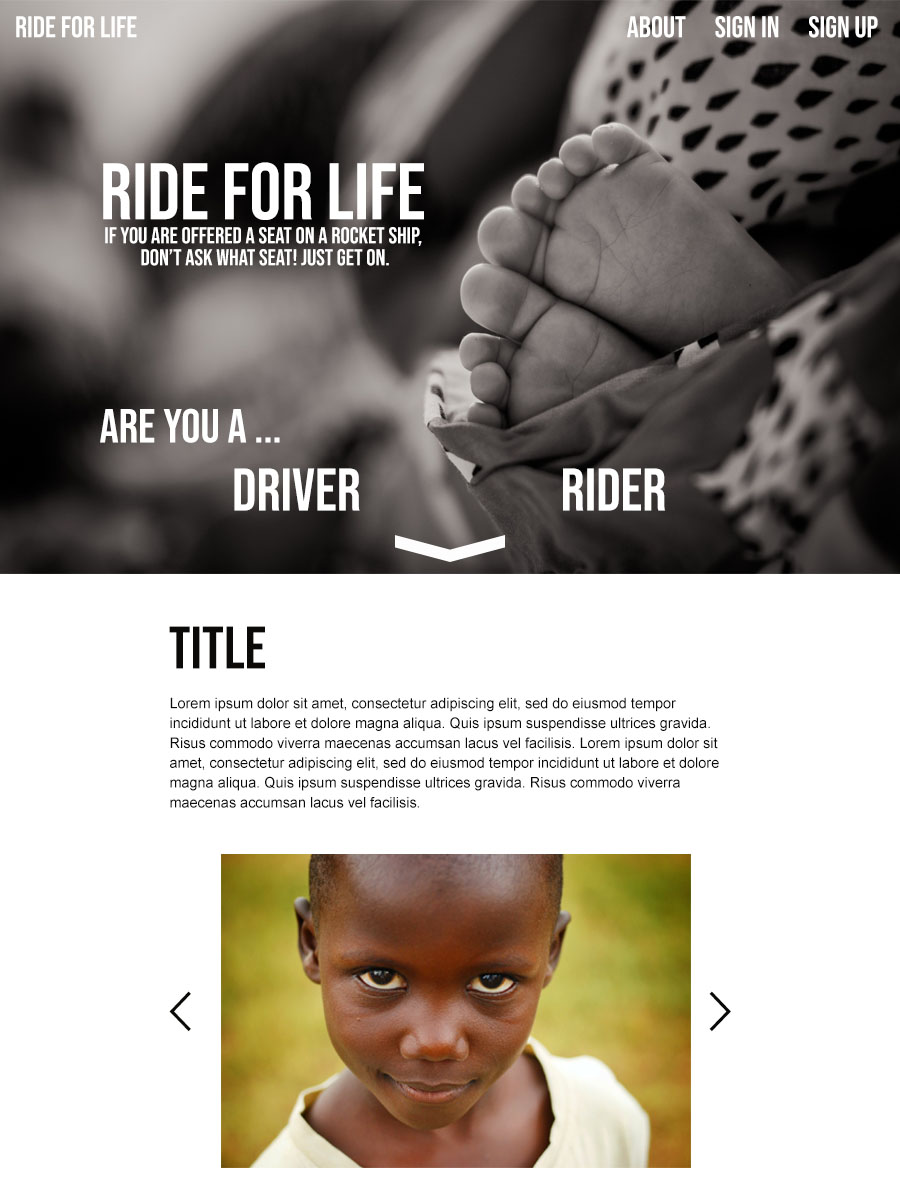 RIDE FOR LIFE
ABOUT SIGN IN SIGN UP
RIDE FOR LIFE
IF YOU ARE OFFERED A SEAT ON A ROCKET SHIP,
DON'T ASK WHAT SEAT! JUST GET ON.
ARE YOU A ...
DRIVER RIDER
TITLE
Lorem ipsum dolor sit amet, consectetur adipiscing elit, sed do eiusmod tempor
incididunt ut labore et dolore magna aliqua. Quis ipsum suspendisse ultrices gravida.
Risus commodo viverra maecenas accumsan lacus vel facilisis. Lorem ipsum dolor sit
amet, consectetur adipiscing elit, sed do eiusmod tempor incididunt ut labore et dolore
magna aliqua. Quis ipsum suspendisse ultrices gravida. Risus commodo viverra
maecenas accumsan lacus vel facilisis.